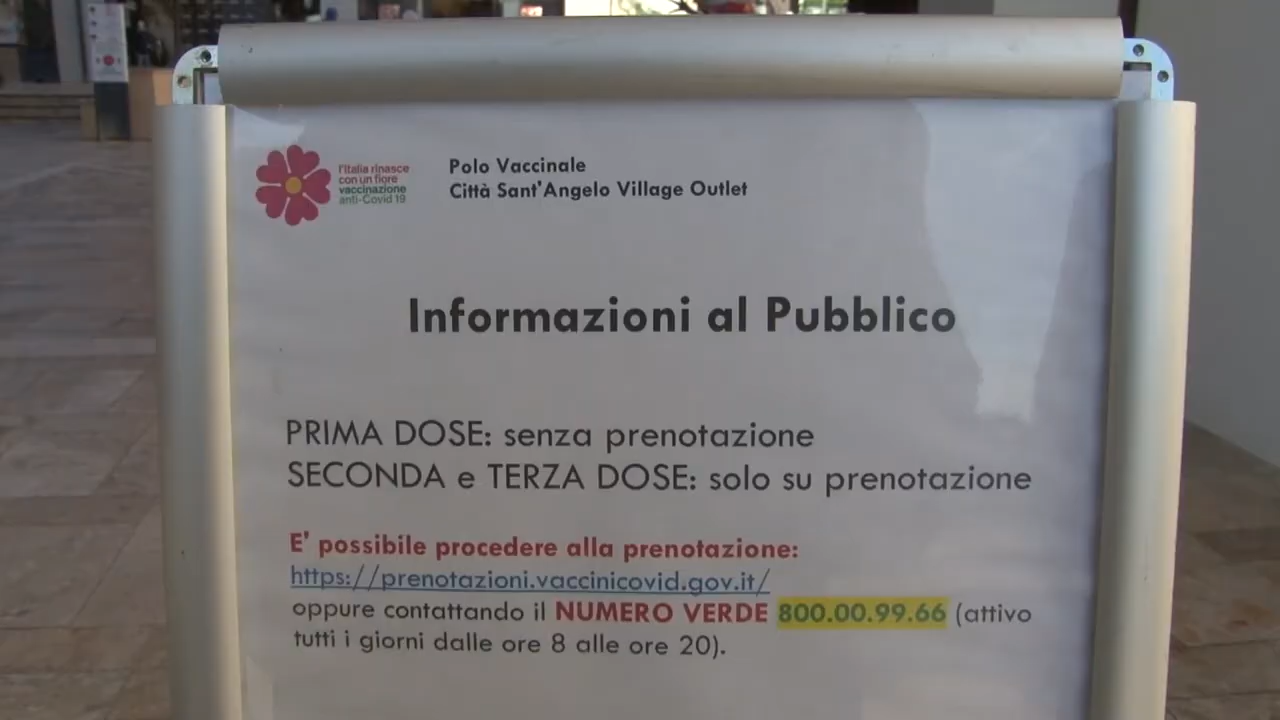 l'Italia rinasce
con un fiore
vaccinazione
anti-Covid 19
Polo Vaccinale
Città Sant'Angelo Village Outlet
Informazioni al Pubblico
PRIMA DOSE: senza prenotazione
SECONDA e TERZA DOSE: solo su prenotazione
E' possibile procedere alla prenotazione:
https://prenotazioni.vaccinicovid.gov.it/
oppure contattando il NUMERO VERDE 800.00.99.66 (attivo
tutti i giorni dalle ore 8 alle ore 20).